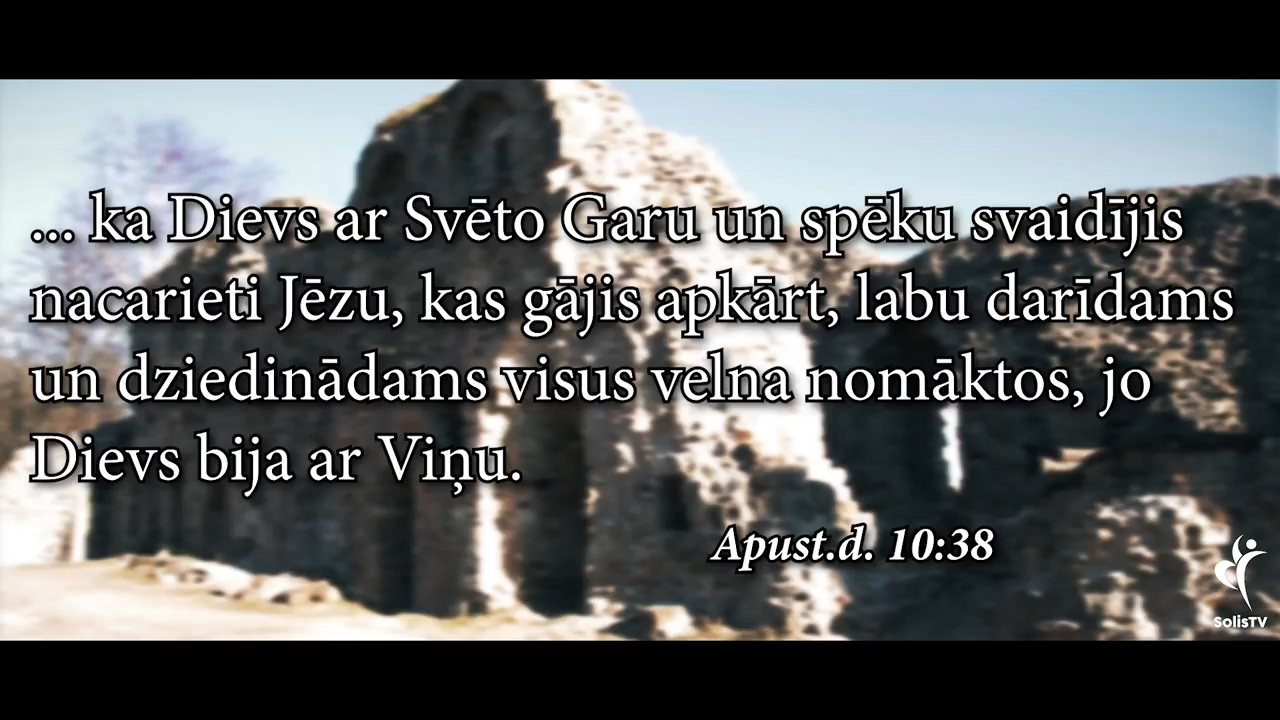 ... ka Dievs ar Svēto Garu un spēku svaidījis
nacarieti Jēzu, kas gājis apkārt, labu darīdams
un dziedinādams visus velna nomāktos, jo
Dievs bija ar Viņu.
Apust.d. 10:38
SolisTV